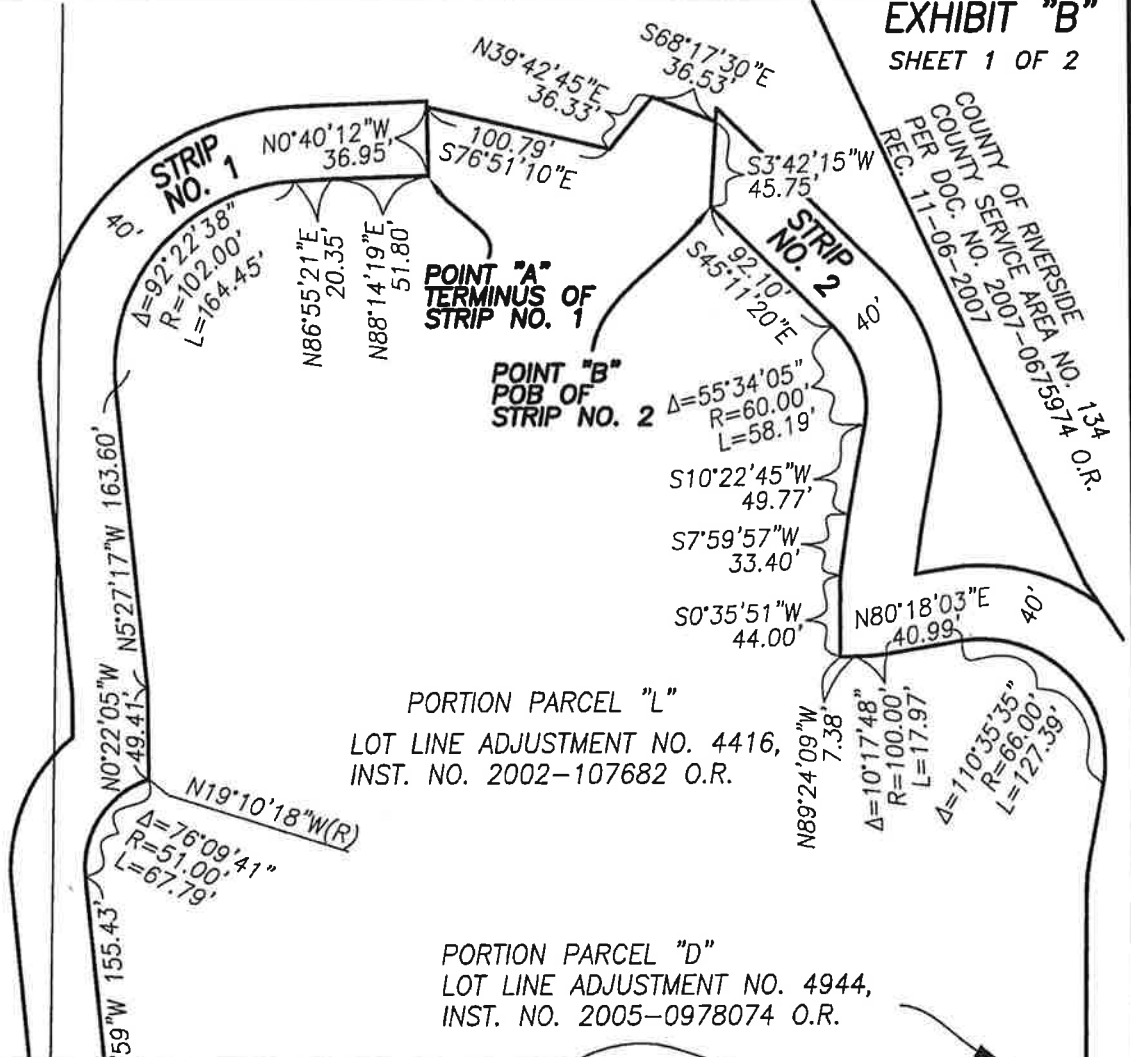 EXHIBIT "B"
SHEET 1 OF 2
S68°17'30"E
36.53'
N39°42'45"E
36.33'
STRIP
NO. 1
N0°40'12"W
36.95'
100.79'
S76°51'10"E
S3°42'15"W
45.75'
COUNTY OF RIVERSIDE
COUNTY SERVICE AREA NO. 134
PER DOC. NO. 2007-0675974 O.R.
REC. 11-06-2007
40'
Δ=92°22'38"
R=102.00'
L=164.45'
N86°55'21"E
20.35'
N88°14'19"E
51.80'
POINT "A"
TERMINUS OF
STRIP NO. 1
STRIP
NO. 2
92.10'
S45°11'20"E
40'
POINT "B"
POB OF
STRIP NO. 2
Δ=55°34'05"
R=60.00'
L=58.19'
S10°22'45"W
49.77'
S7°59'57"W
33.40'
S0°35'51"W
44.00'
N80°18'03"E
40.99'
40'
N5°27'17"W 163.60'
N0°22'05"W
49.41'
PORTION PARCEL "L"
LOT LINE ADJUSTMENT NO. 4416,
INST. NO. 2002-107682 O.R.
N89°24'09"W
7.38'
Δ=10°17'48"
R=100.00'
L=17.97'
Δ=110°35'35"
R=66.00'
L=127.39'
N19°10'18"W(R)
Δ=76°09'41"
R=51.00'
L=67.79'
59"W 155.43'
PORTION PARCEL "D"
LOT LINE ADJUSTMENT NO. 4944,
INST. NO. 2005-0978074 O.R.